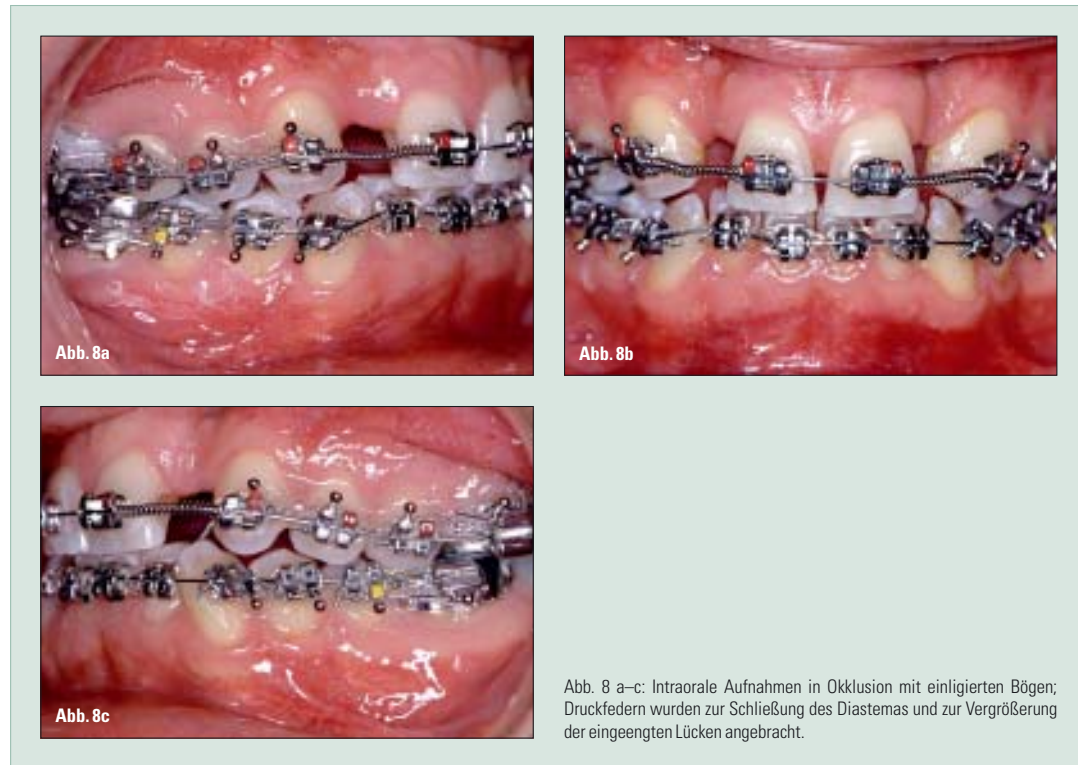 Abb. 8a
Abb. 8b
Abb. 8c
Abb. 8 a–c: Intraorale Aufnahmen in Okklusion mit einligierten Bögen;
Druckfedern wurden zur Schließung des Diastemas und zur Vergrößerung
der eingeengten Lücken angebracht.